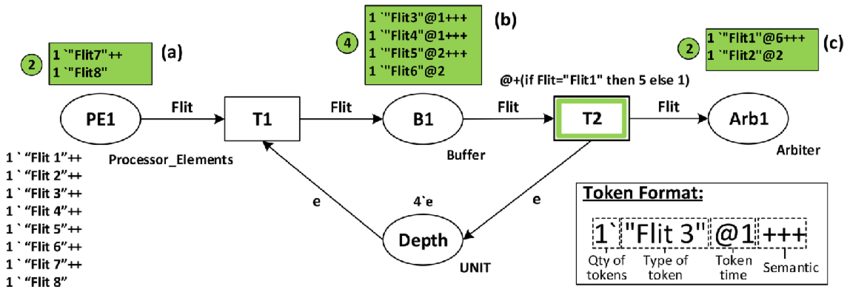 1 `"Flit7"++
1 `"Flit8"
2
(a)
4
1 `"Flit3"@1+++
1 `"Flit4"@1+++
1 `"Flit5"@2+++
1 `"Flit6"@2
(b)
2
1 `"Flit1"@6+++
1 `"Flit2"@2
(c)
@+(if Flit="Flit1" then 5 else 1)
PE1
Flit
T1
Flit
B1
Flit
T2
Flit
Arb1
Processor_Elements
Buffer
Arbiter
1 ` “Flit 1”++
1 ` “Flit 2”++
1 ` “Flit 3”++
1 ` “Flit 4”++
1 ` “Flit 5”++
1 ` “Flit 6”++
1 ` “Flit 7”++
1 ` “Flit 8”
e
4`e
e
Depth
UNIT
Token Format:
1` "Flit 3" @1 +++
Qty of tokens
Type of token
Token time
Semantic